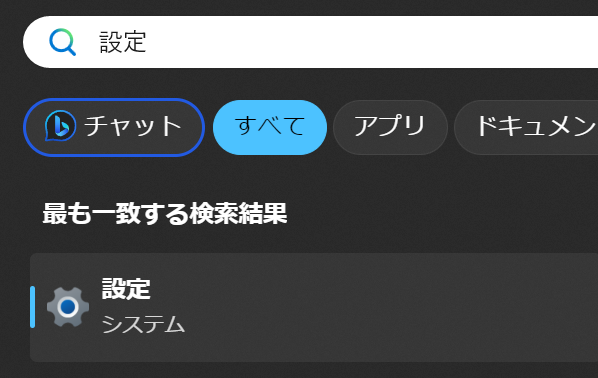 設定
チャット すべて アプリ ドキュメン
最も一致する検索結果
設定
システム